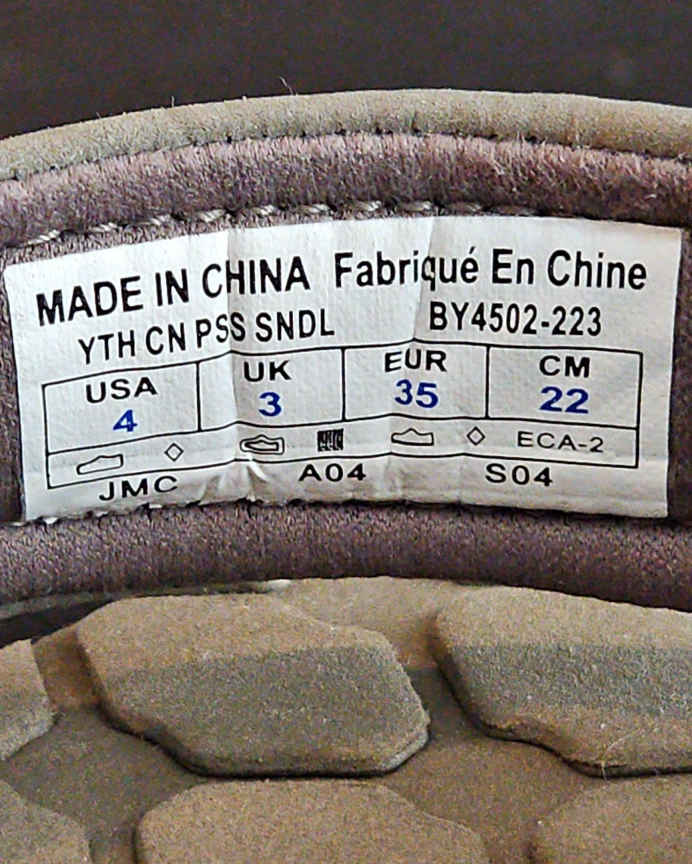 MADE IN CHINA Fabriqué En Chine
YTH CN PSS SNDL BY4502-223
USA UK EUR CM
4 3 35 22
ECA-2
JMC A04 S04